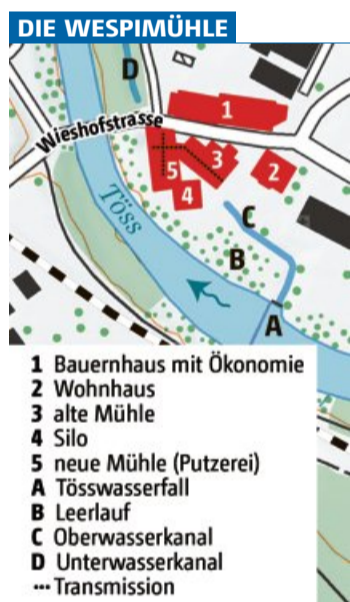 DIE WESPIMÜHLE
D
1
Wieshofstrasse
3
5
2
4
Töss
C
B
A
1 Bauernhaus mit Ökonomie
2 Wohnhaus
3 alte Mühle
4 Silo
5 neue Mühle (Putzerei)
A Tösswasserfall
B Leerlauf
C Oberwasserkanal
D Unterwasserkanal
Transmission